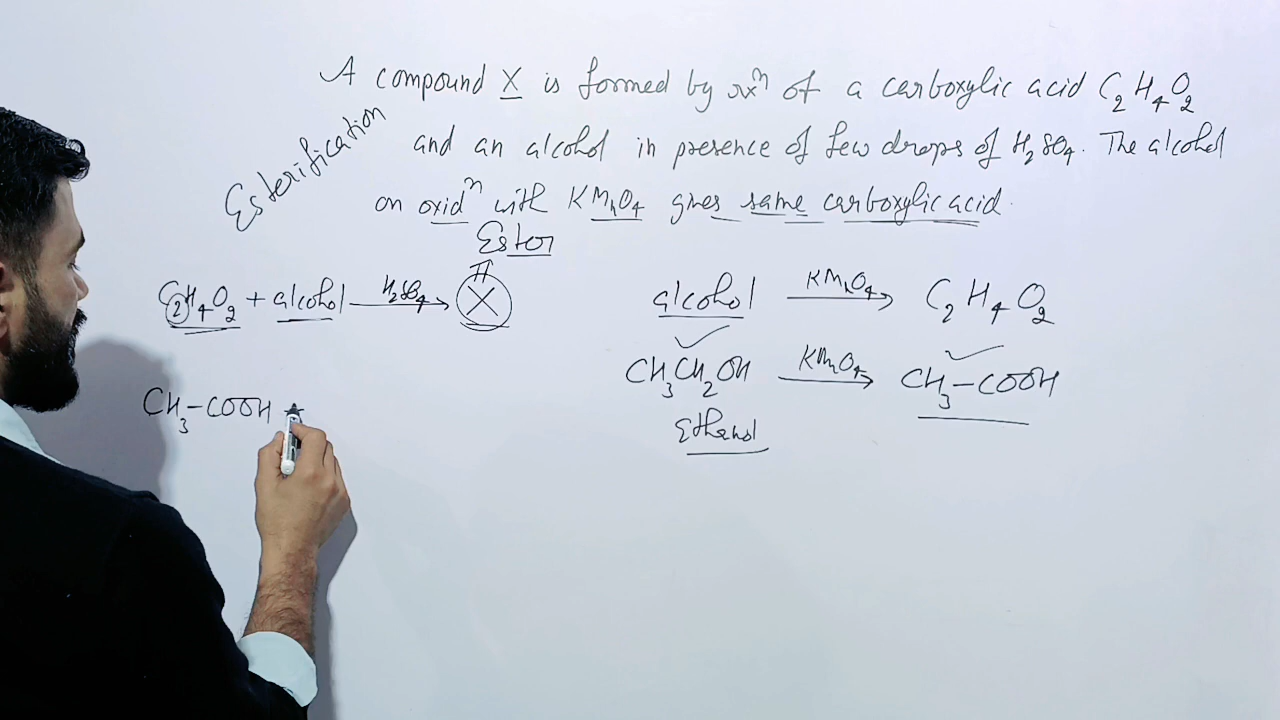 A compound X is formed by rxⁿ of a carboxylic acid C₂H₄O₂
and an alcohol in presence of few drops of H₂SO₄. The alcohol
on oxidⁿ with KMnO₄ gives same carboxylic acid.
Esterification
Ester
C₂H₄O₂ + alcohol H₂SO₄ → X
CH₃-COOH +
alcohol KMnO₄ → C₂H₄O₂
CH₃CH₂OH KMnO₄ → CH₃-COOH
Ethanol